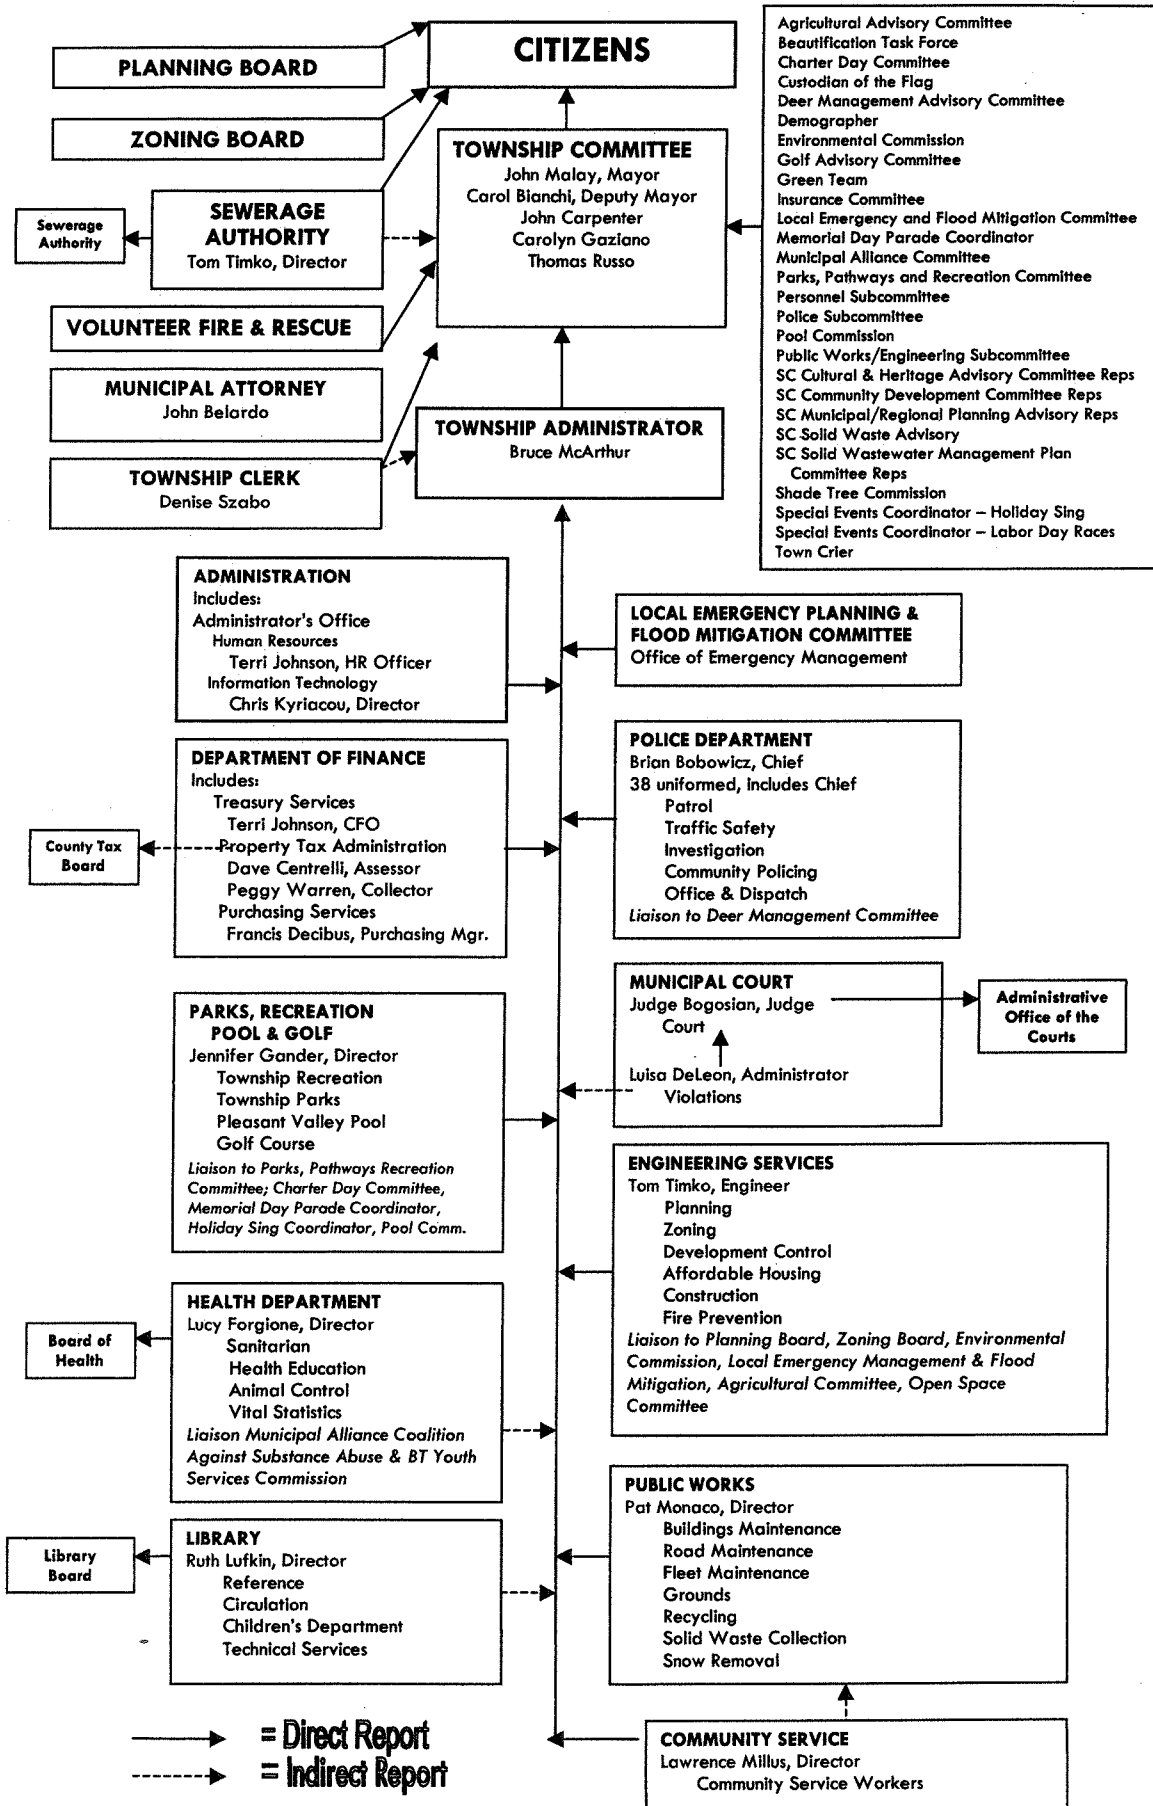 CITIZENS
PLANNING BOARD
ZONING BOARD
Sewerage
Authority
SEWERAGE
AUTHORITY
Tom Timko, Director
VOLUNTEER FIRE & RESCUE
MUNICIPAL ATTORNEY
John Belardo
TOWNSHIP CLERK
Denise Szabo
TOWNSHIP COMMITTEE
John Malay, Mayor
Carol Bianchi, Deputy Mayor
John Carpenter
Carolyn Gaziano
Thomas Russo
TOWNSHIP ADMINISTRATOR
Bruce McArthur
Agricultural Advisory Committee
Beautification Task Force
Charter Day Committee
Custodian of the Flag
Deer Management Advisory Committee
Demographer
Environmental Commission
Golf Advisory Committee
Green Team
Insurance Committee
Local Emergency and Flood Mitigation Committee
Memorial Day Parade Coordinator
Municipal Alliance Committee
Parks, Pathways and Recreation Committee
Personnel Subcommittee
Police Subcommittee
Pool Commission
Public Works/Engineering Subcommittee
SC Cultural & Heritage Advisory Committee Reps
SC Community Development Committee Reps
SC Municipal/Regional Planning Advisory Reps
SC Solid Waste Advisory
SC Solid Wastewater Management Plan
Committee Reps
Shade Tree Commission
Special Events Coordinator – Holiday Sing
Special Events Coordinator – Labor Day Races
Town Crier
ADMINISTRATION
Includes:
Administrator's Office
Human Resources
Terri Johnson, HR Officer
Information Technology
Chris Kyriacou, Director
LOCAL EMERGENCY PLANNING &
FLOOD MITIGATION COMMITTEE
Office of Emergency Management
DEPARTMENT OF FINANCE
Includes:
Treasury Services
Terri Johnson, CFO
Property Tax Administration
Dave Centrelli, Assessor
Peggy Warren, Collector
Purchasing Services
Francis Decibus, Purchasing Mgr.
County Tax
Board
POLICE DEPARTMENT
Brian Bobowicz, Chief
38 uniformed, includes Chief
Patrol
Traffic Safety
Investigation
Community Policing
Office & Dispatch
Liaison to Deer Management Committee
PARKS, RECREATION
POOL & GOLF
Jennifer Gander, Director
Township Recreation
Township Parks
Pleasant Valley Pool
Golf Course
Liaison to Parks, Pathways Recreation
Committee; Charter Day Committee,
Memorial Day Parade Coordinator,
Holiday Sing Coordinator, Pool Comm.
MUNICIPAL COURT
Judge Bogosian, Judge
Court
Luisa DeLeon, Administrator
Violations
Administrative
Office of the
Courts
ENGINEERING SERVICES
Tom Timko, Engineer
Planning
Zoning
Development Control
Affordable Housing
Construction
Fire Prevention
Liaison to Planning Board, Zoning Board, Environmental
Commission, Local Emergency Management & Flood
Mitigation, Agricultural Committee, Open Space
Committee
HEALTH DEPARTMENT
Lucy Forgione, Director
Sanitarian
Health Education
Animal Control
Vital Statistics
Liaison Municipal Alliance Coalition
Against Substance Abuse & BT Youth
Services Commission
Board of
Health
PUBLIC WORKS
Pat Monaco, Director
Buildings Maintenance
Road Maintenance
Fleet Maintenance
Grounds
Recycling
Solid Waste Collection
Snow Removal
LIBRARY
Ruth Lufkin, Director
Reference
Circulation
Children's Department
Technical Services
Library
Board
COMMUNITY SERVICE
Lawrence Millus, Director
Community Service Workers
= Direct Report
= Indirect Report